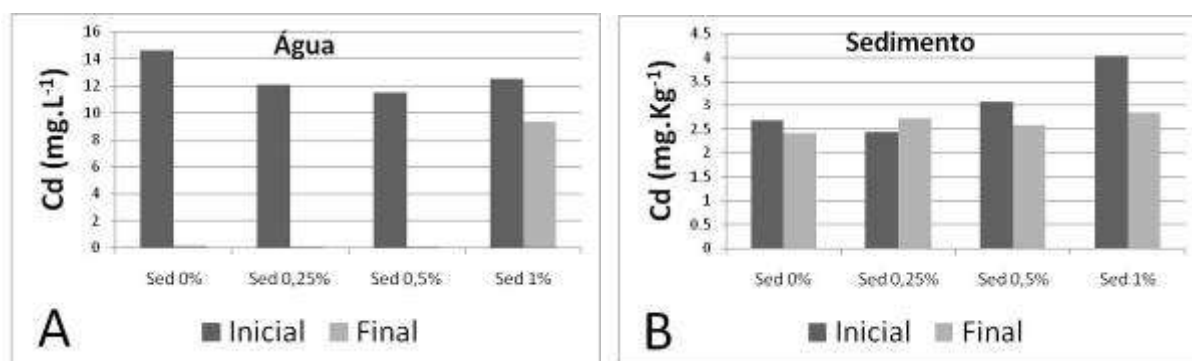 Água
Cd (mg.L-1)
16
14
12
10
8
6
4
2
0
Sed 0%
Sed 0,25%
Sed 0,5%
Sed 1%
A
Inicial
Final
Sedimento
Cd (mg.Kg-1)
4.5
4
3.5
3
2.5
2
1.5
1
0.5
0
Sed 0%
Sed 0,25%
Sed 0,5%
Sed 1%
B
Inicial
Final